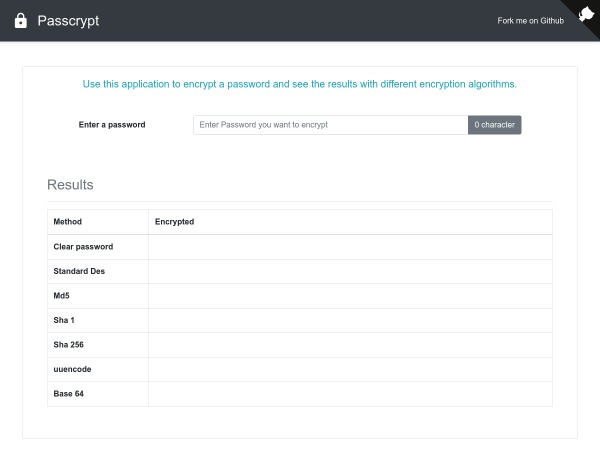 Passcrypt
Fork me on Github
Use this application to encrypt a password and see the results with different encryption algorithms.
Enter a password
Enter Password you want to encrypt
0 character
Results
Method Encrypted
Clear password
Standard Des
Md5
Sha 1
Sha 256
uuencode
Base 64